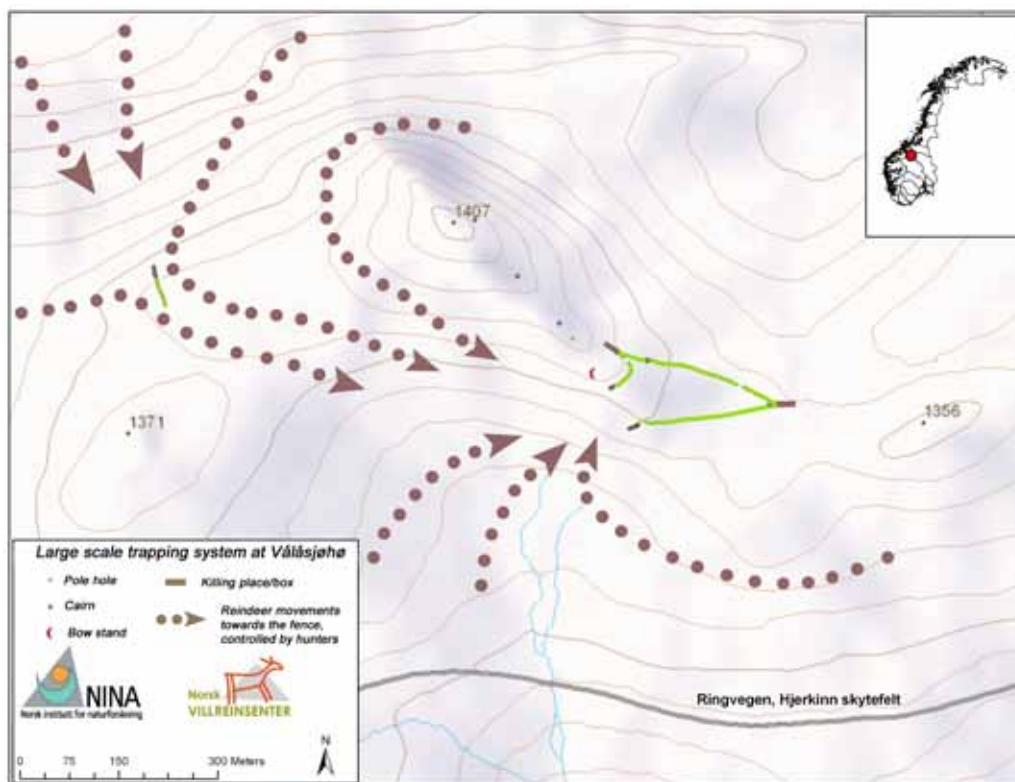 1407
1371
1356
Large scale trapping system at Vålåsjøhø
Pole hole
Killing place/box
Cairn
Reindeer movements
towards the fence,
controlled by hunters
Bow stand
NINA
Norsk institutt for naturforskning
Norsk
VILLREINSENTER
Ringvegen, Hjerkinn skytefelt
N
0 75 150 300 Meters